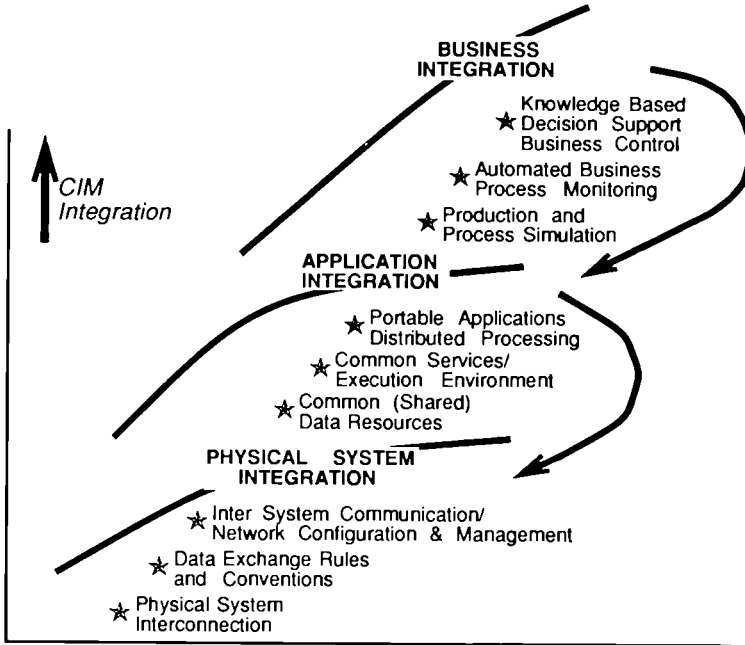 BUSINESS
INTEGRATION
Knowledge Based
Decision Support
Business Control
Automated Business
Process Monitoring
Production and
Process Simulation
CIM
Integration
APPLICATION
INTEGRATION
Portable Applications
Distributed Processing
Common Services/
Execution Environment
Common (Shared)
Data Resources
PHYSICAL SYSTEM
INTEGRATION
Inter System Communication/
Network Configuration & Management
Data Exchange Rules
and Conventions
Physical System
Interconnection